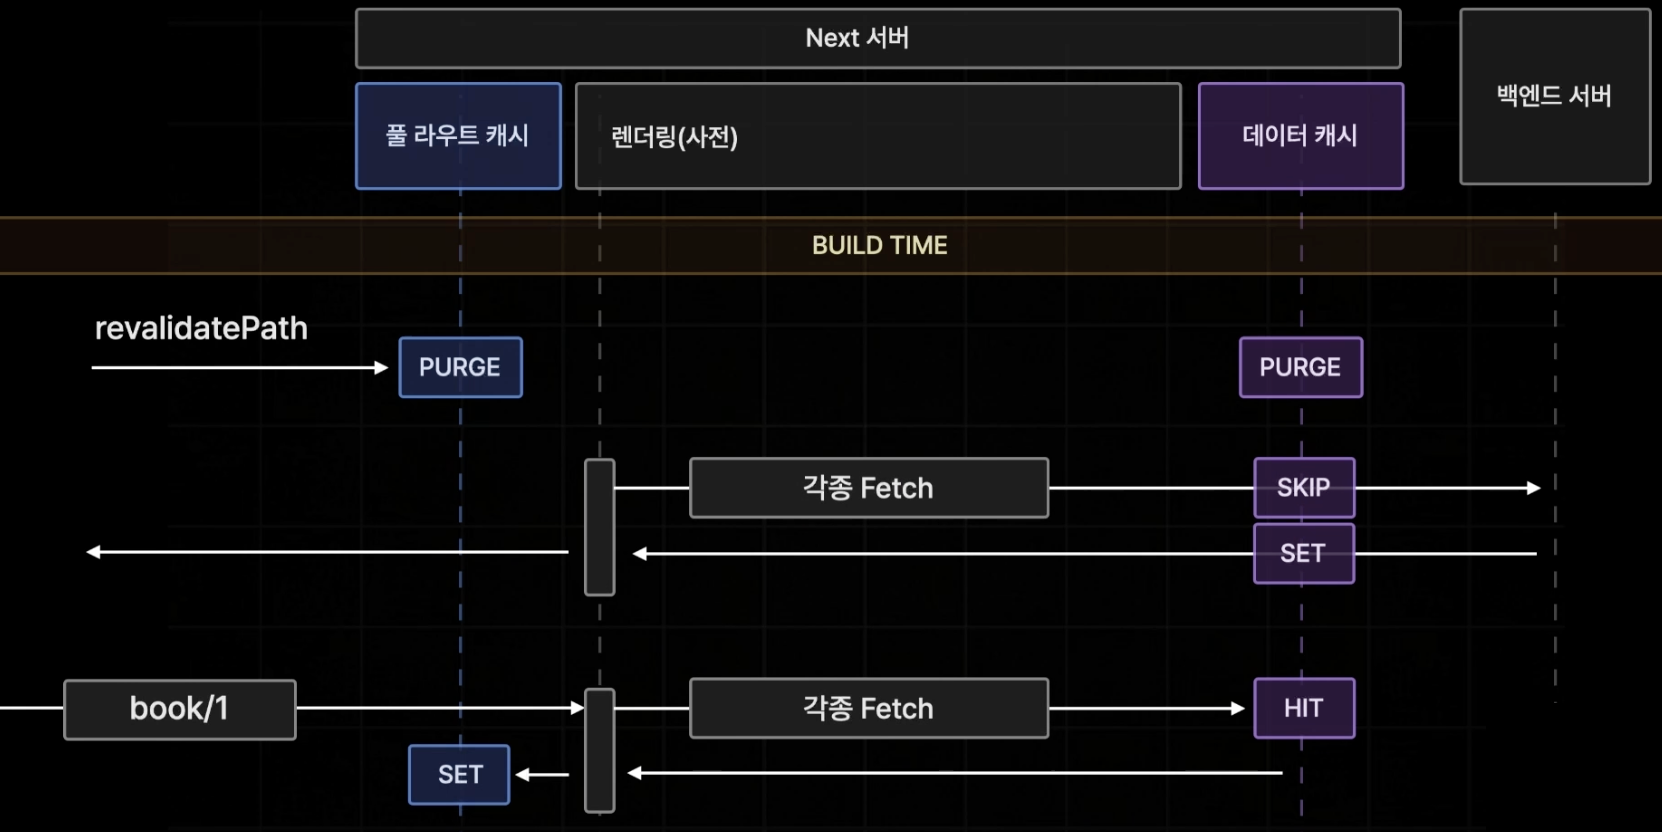 Next 서버
백엔드 서버
풀 라우트 캐시
렌더링(사전)
데이터 캐시
BUILD TIME
revalidatePath
PURGE
PURGE
각종 Fetch
SKIP
SET
book/1
각종 Fetch
HIT
SET